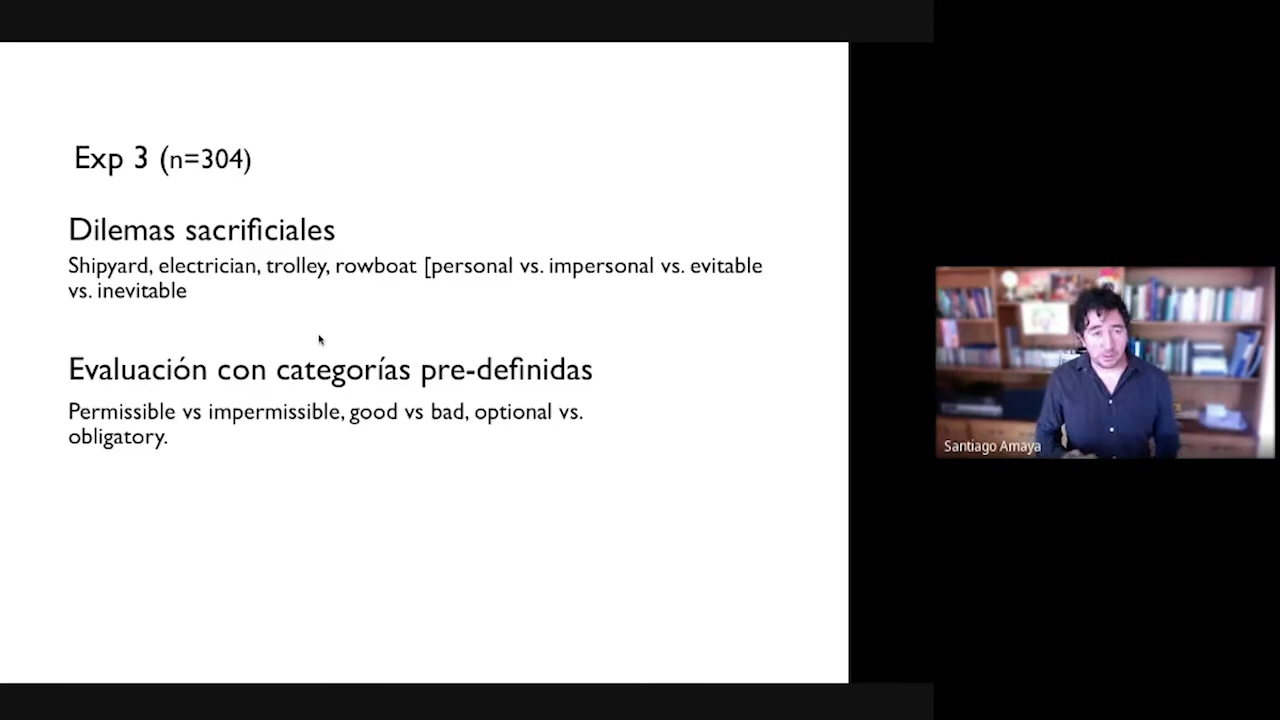 Exp 3 (n=304)
Dilemas sacrificiales
Shipyard, electrician, trolley, rowboat [personal vs. impersonal vs. evitable
vs. inevitable
Evaluación con categorías pre-definidas
Permissible vs impermissible, good vs bad, optional vs.
obligatory.
Santiago Amaya